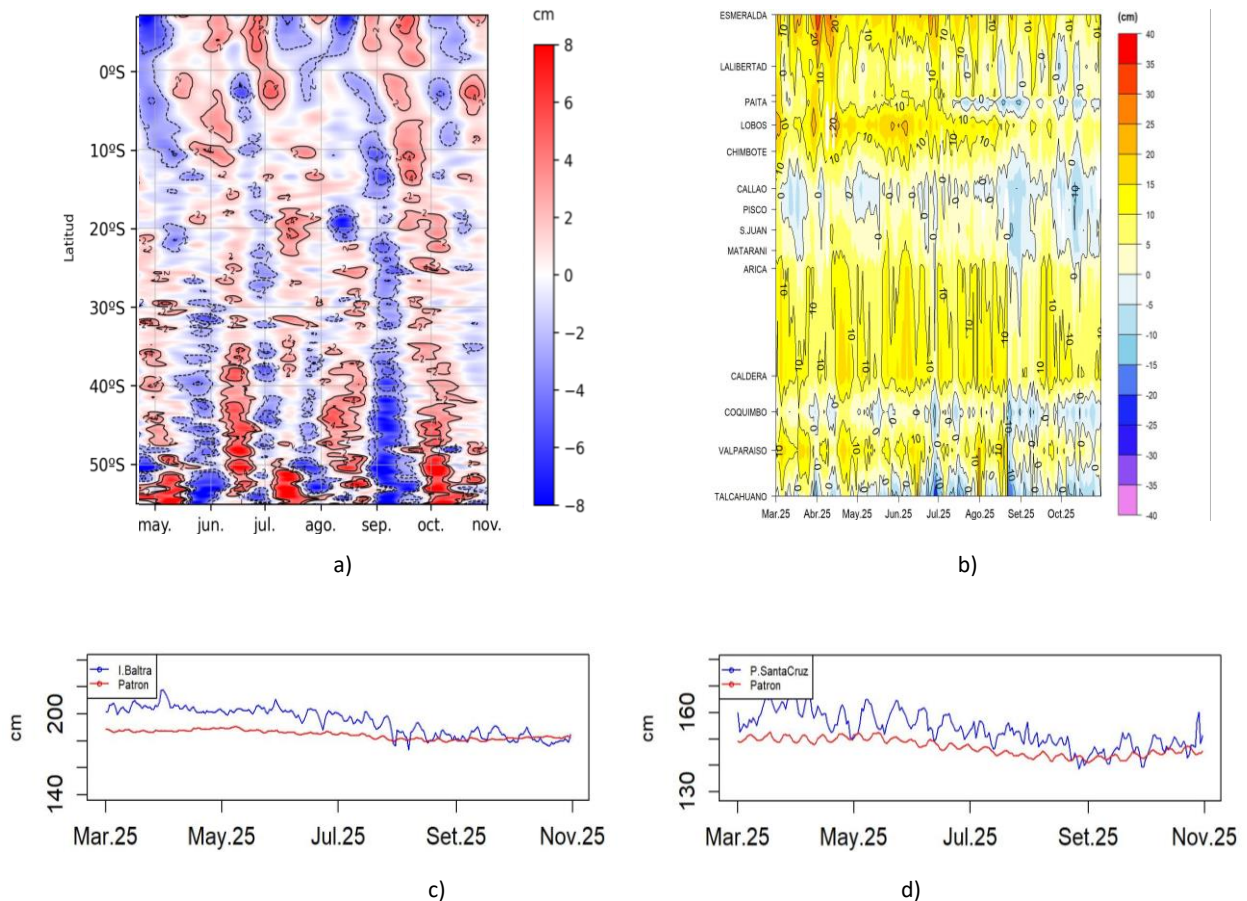 cm
8
6
4
2
0
−2
−4
−6
−8
Latitud
0ºS
10ºS
20ºS
30ºS
40ºS
50ºS
may. jun. jul. ago. sep. oct. nov.
a)
ESMERALDA
LALIBERTAD
PAITA
LOBOS
CHIMBOTE
CALLAO
PISCO
S.JUAN
MATARANI
ARICA
CALDERA
COQUIMBO
VALPARAISO
TALCAHUANO
Mar.25 Abr.25 May.25 Jun.25 Jul.25 Ago.25 Set.25 Oct.25
(cm)
40
35
30
25
20
15
10
5
0
-5
-10
-15
-20
-25
-30
-35
-40
b)
I.Baltra
Patron
cm
200
140
Mar.25 May.25 Jul.25 Set.25 Nov.25
c)
P.SantaCruz
Patron
cm
160
130
Mar.25 May.25 Jul.25 Set.25 Nov.25
d)